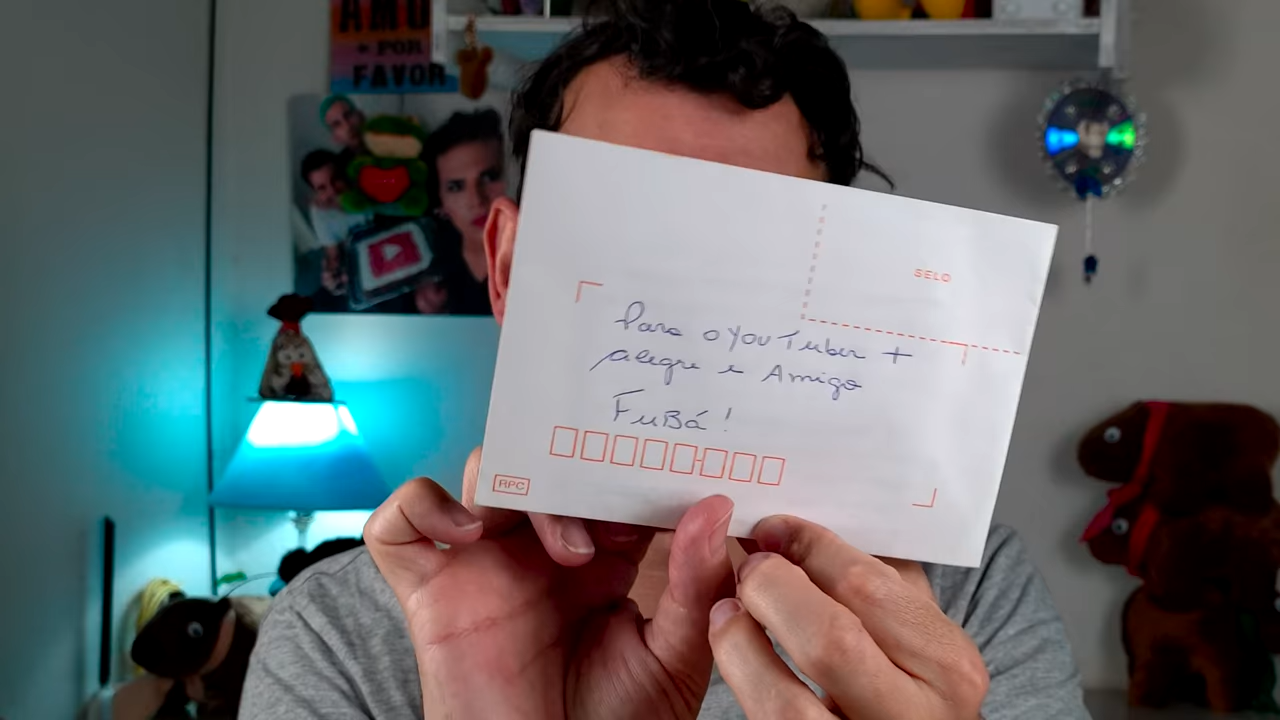 AMO
POR
FAVOR
SELO
Para o YouTuber +
alegre e Amigo
FuBá!
RPC